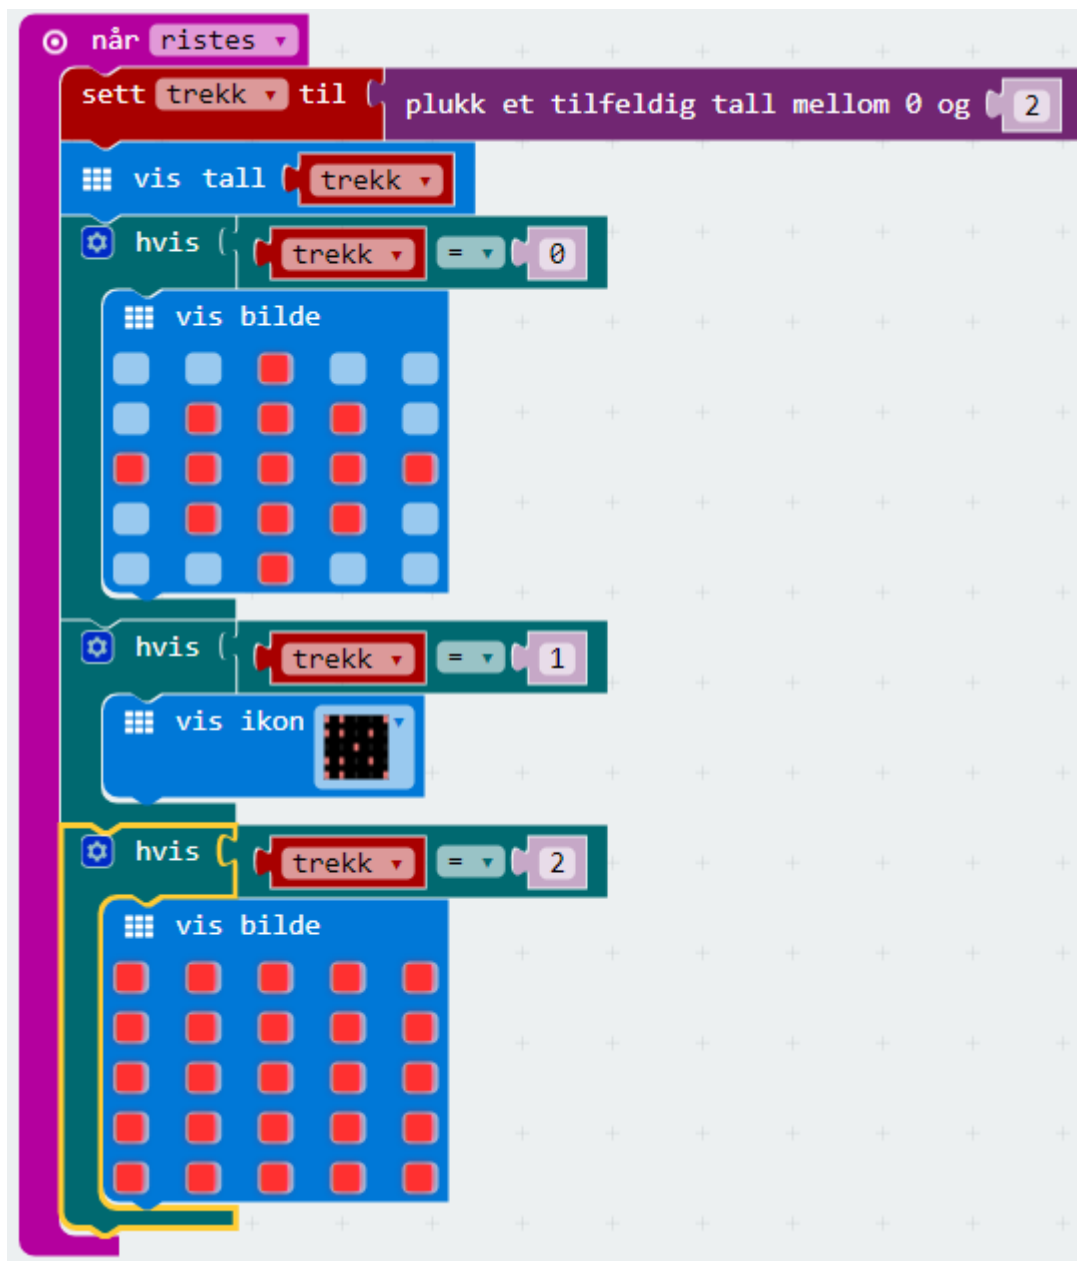 når ristes
sett trekk til plukk et tilfeldig tall mellom 0 og 2
vis tall trekk
hvis trekk = 0
vis bilde
hvis trekk = 1
vis ikon
hvis trekk = 2
vis bilde